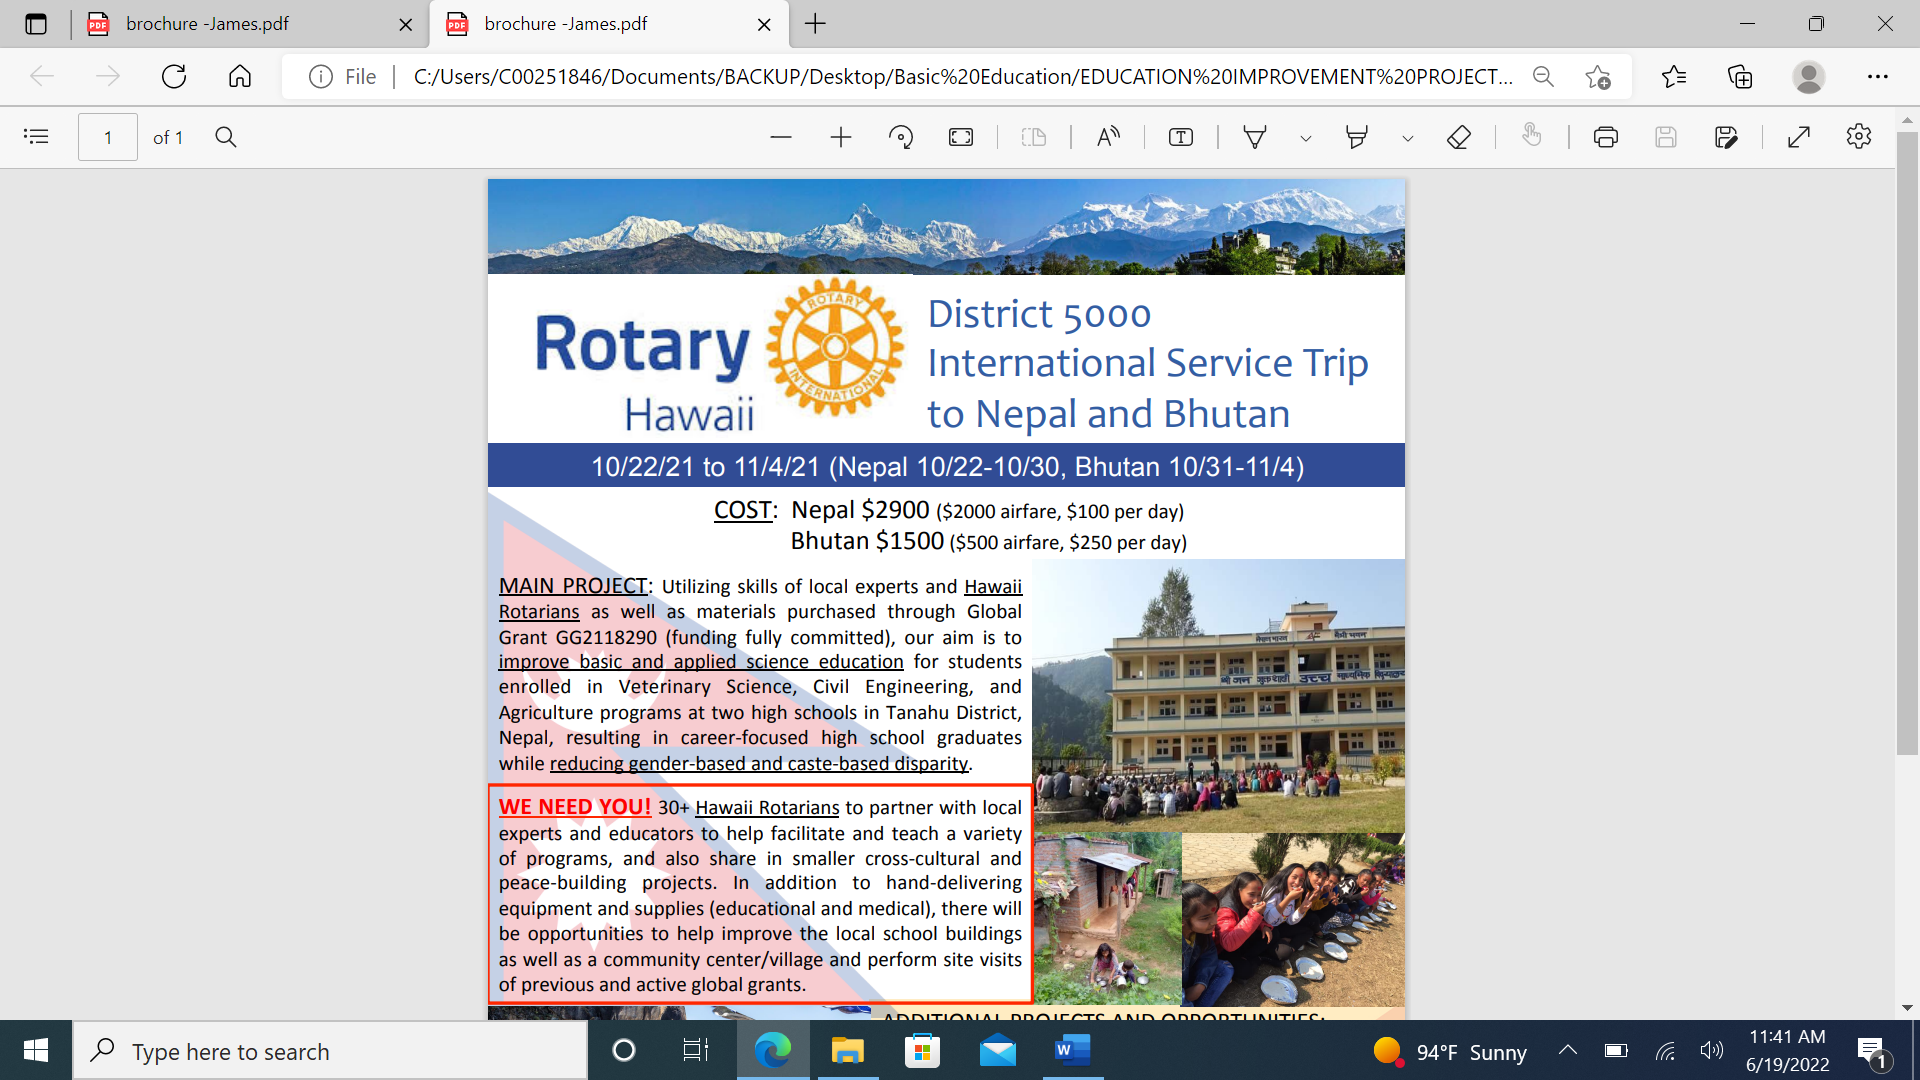 brochure -James.pdf
brochure -James.pdf
File
C:/Users/C00251846/Documents/BACKUP/Desktop/Basic%20Education/EDUCATION%20IMPROVEMENT%20PROJECT...
1
of 1
ROTARY
INTERNATIONAL
Rotary
Hawaii
District 5000
International Service Trip
to Nepal and Bhutan
10/22/21 to 11/4/21 (Nepal 10/22-10/30, Bhutan 10/31-11/4)
COST: Nepal $2900 ($2000 airfare, $100 per day)
Bhutan $1500 ($500 airfare, $250 per day)
MAIN PROJECT: Utilizing skills of local experts and Hawaii
Rotarians as well as materials purchased through Global
Grant GG2118290 (funding fully committed), our aim is to
improve basic and applied science education for students
enrolled in Veterinary Science, Civil Engineering, and
Agriculture programs at two high schools in Tanahu District,
Nepal, resulting in career-focused high school graduates
while reducing gender-based and caste-based disparity.
WE NEED YOU! 30+ Hawaii Rotarians to partner with local
experts and educators to help facilitate and teach a variety
of programs, and also share in smaller cross-cultural and
peace-building projects. In addition to hand-delivering
equipment and supplies (educational and medical), there will
be opportunities to help improve the local school buildings
as well as a community center/village and perform site visits
of previous and active global grants.
ADDITIONAL PROJECTS AND OPPORTUNITIES:
Type here to search
94°F Sunny
11:41 AM
6/19/2022
1